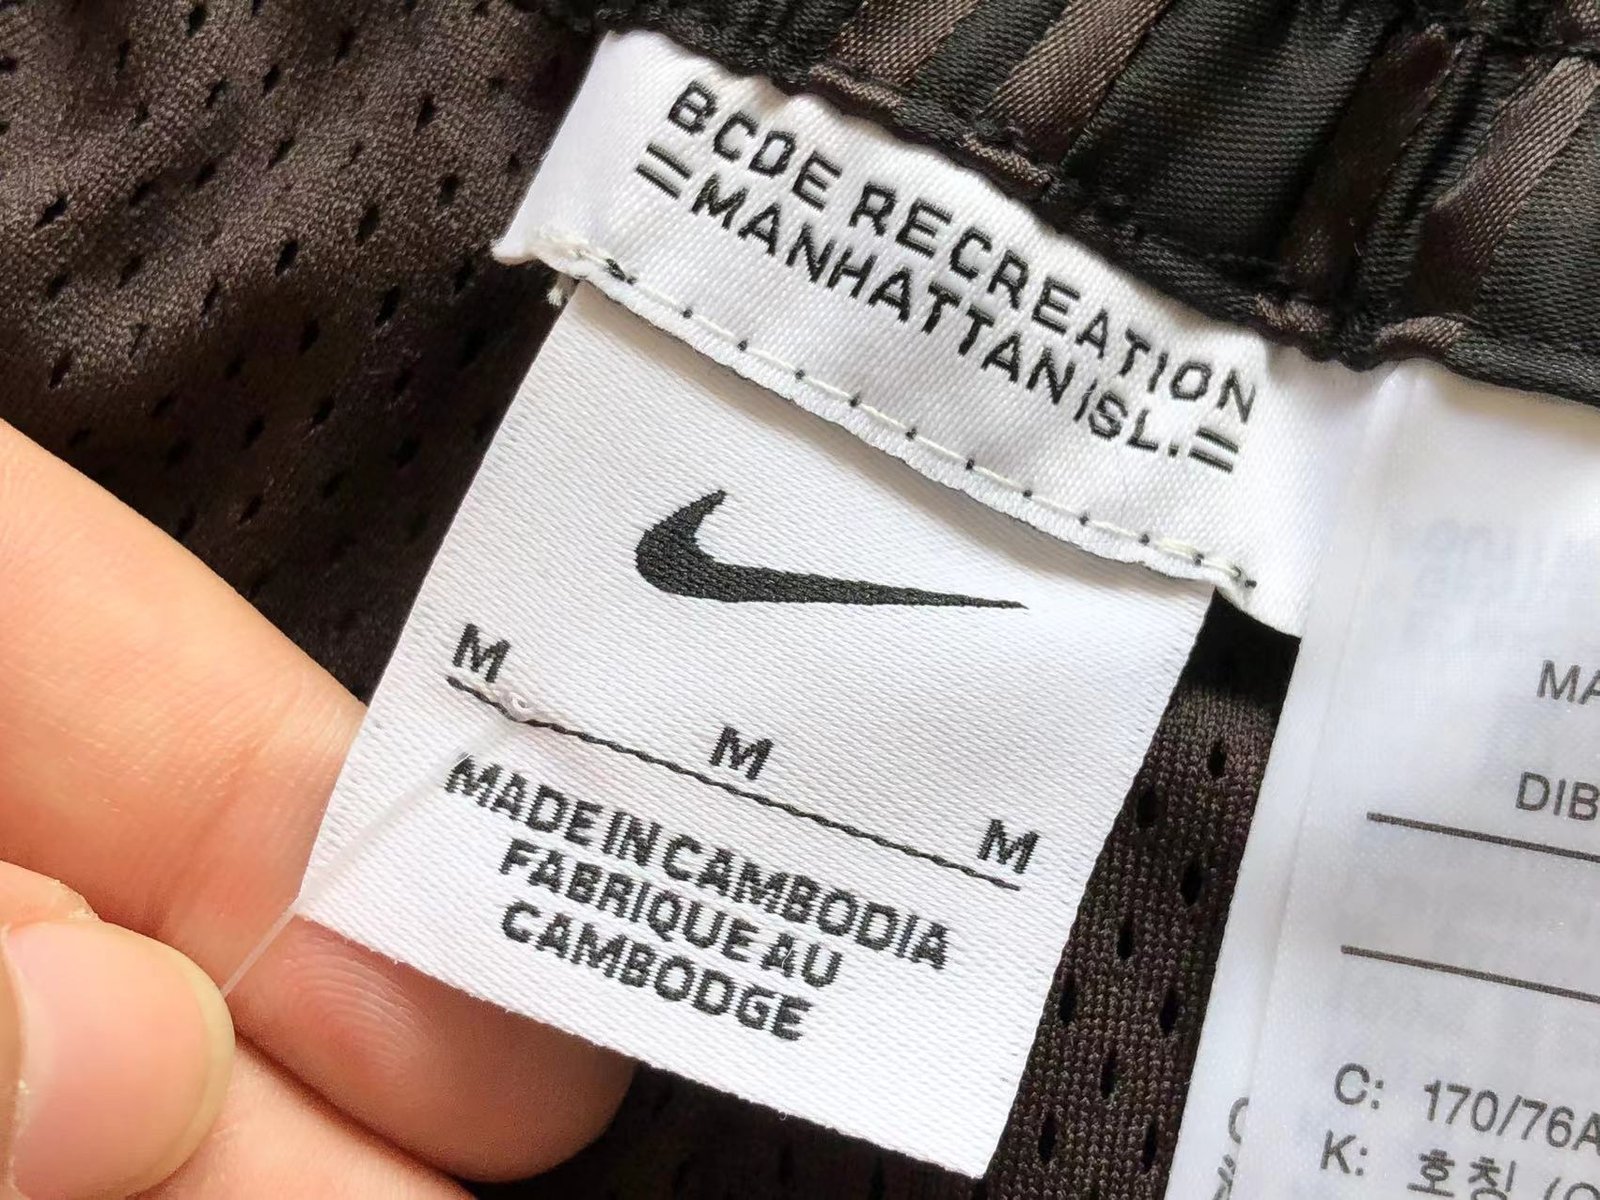 BCDE RECREATION
=MANHATTAN ISL.=
M
M
M
MADE IN CAMBODIA
FABRIQUE AU
CAMBODGE
MA
DIB
C: 170/76A
K: 호칭